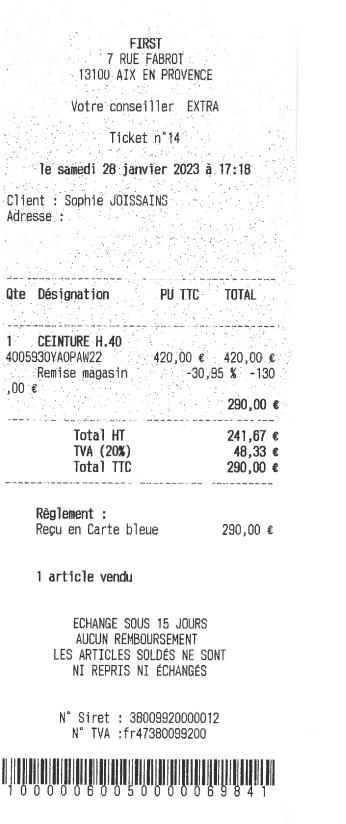 FIRST
7 RUE FABROT
13100 AIX EN PROVENCE
Votre conseiller EXTRA
Ticket n°14
le samedi 28 janvier 2023 à 17:18
Client : Sophie JOISSAINS
Adresse :
Qte Désignation PU TTC TOTAL
1 CEINTURE H.40
4005930YAOPAW22 420,00 € 420,00 €
Remise magasin -30,95 % -130
,00 €
290,00 €
Total HT 241,67 €
TVA (20%) 48,33 €
Total TTC 290,00 €
Règlement :
Reçu en Carte bleue 290,00 €
1 article vendu
ECHANGE SOUS 15 JOURS
AUCUN REMBOURSEMENT
LES ARTICLES SOLDÉS NE SONT
NI REPRIS NI ÉCHANGÉS
N° Siret : 38009920000012
N° TVA :fr47380099200
10000060050000069841